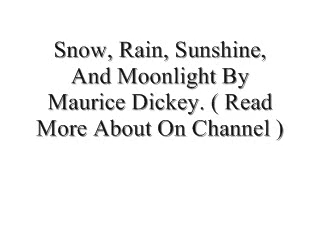 Snow, Rain, Sunshine,
And Moonlight By
Maurice Dickey. ( Read
More About On Channel )